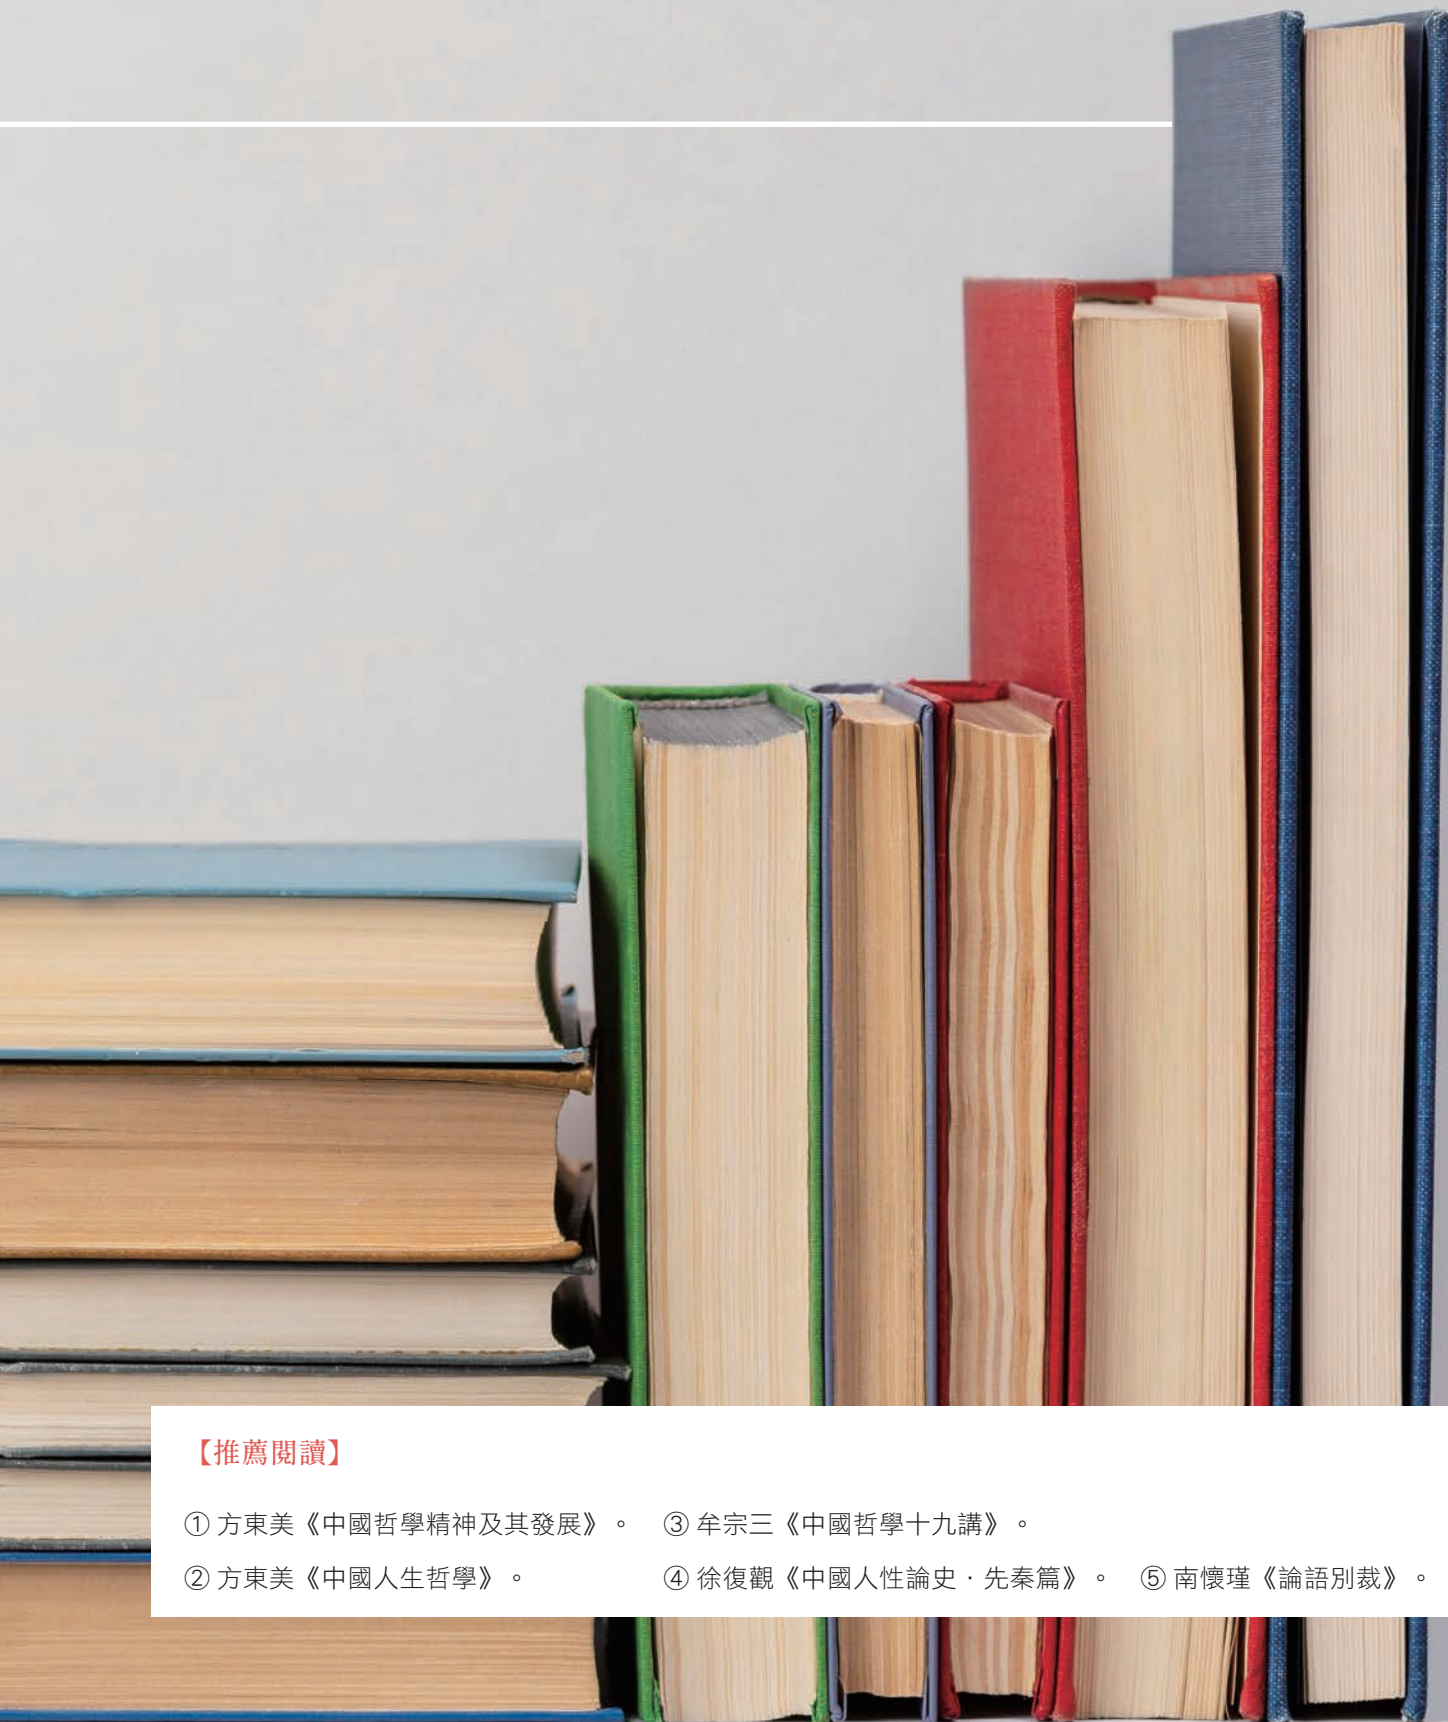 【推薦閱讀】
① 方東美《中國哲學精神及其發展》。 ③ 牟宗三《中國哲學十九講》。
② 方東美《中國人生哲學》。 ④ 徐復觀《中國人性論史‧先秦篇》。 ⑤ 南懷瑾《論語別裁》。